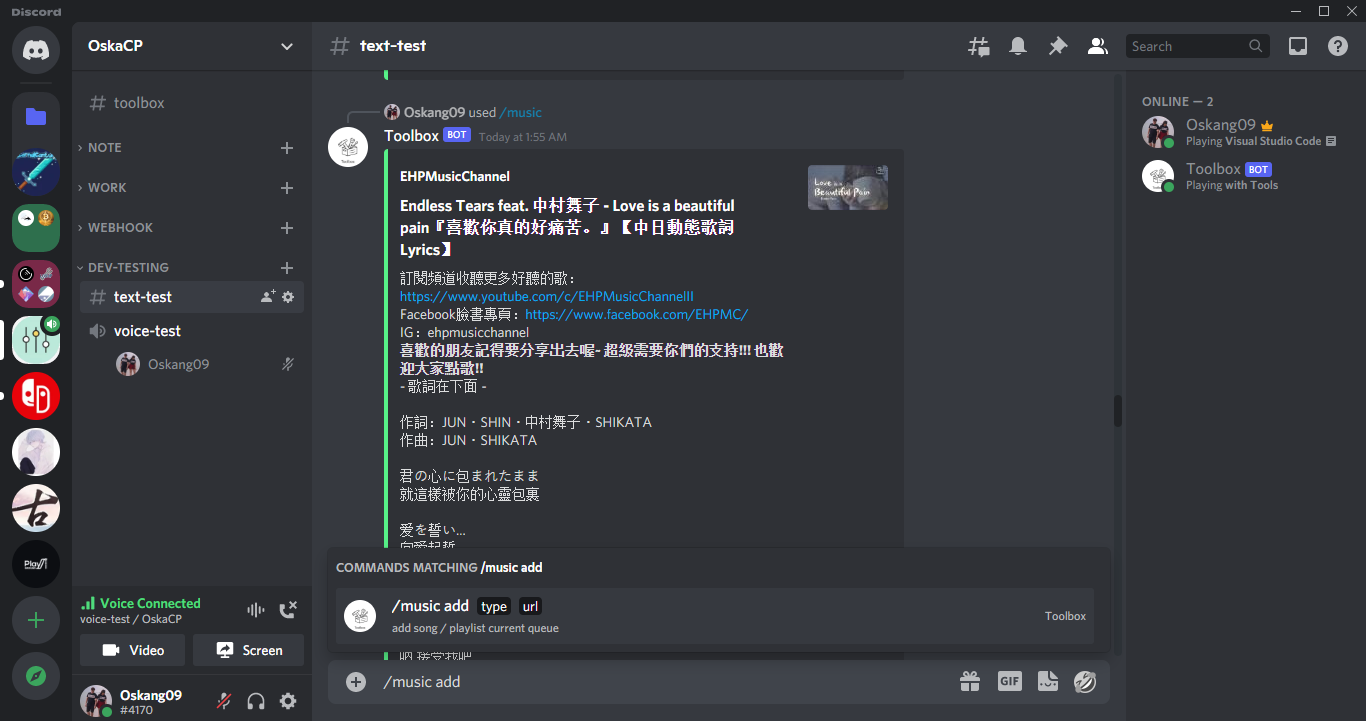 Discord
OskaCP
text-test
Search
toolbox
NOTE
WORK
WEBHOOK
DEV-TESTING
text-test
voice-test
Oskang09
Voice Connected
voice-test / OskaCP
Video
Screen
Oskang09
#4170
Oskang09 used /music
Toolbox BOT Today at 1:55 AM
EHPMusicChannel
Endless Tears feat. 中村舞子 - Love is a beautiful
pain『喜歡你真的好痛苦。』【中日動態歌詞
Lyrics】
Love is a
Beautiful Pain
訂閱頻道收聽更多好聽的歌：
https://www.youtube.com/c/EHPMusicChannelII
Facebook臉書專頁：https://www.facebook.com/EHPMC/
IG：ehpmusicchannel
喜歡的朋友記得要分享出去喔~ 超級需要你們的支持!!! 也歡
迎大家點歌!!
- 歌詞在下面 -
作詞：JUN・SHIN・中村舞子・SHIKATA
作曲：JUN・SHIKATA
君の心に包まれたまま
就這樣被你的心靈包裹
爱を誓い...
向愛起誓
COMMANDS MATCHING /music add
/music add type url
add song / playlist current queue
Toolbox
/music add
GIF
ONLINE — 2
Oskang09
Playing Visual Studio Code
Toolbox BOT
Playing with Tools